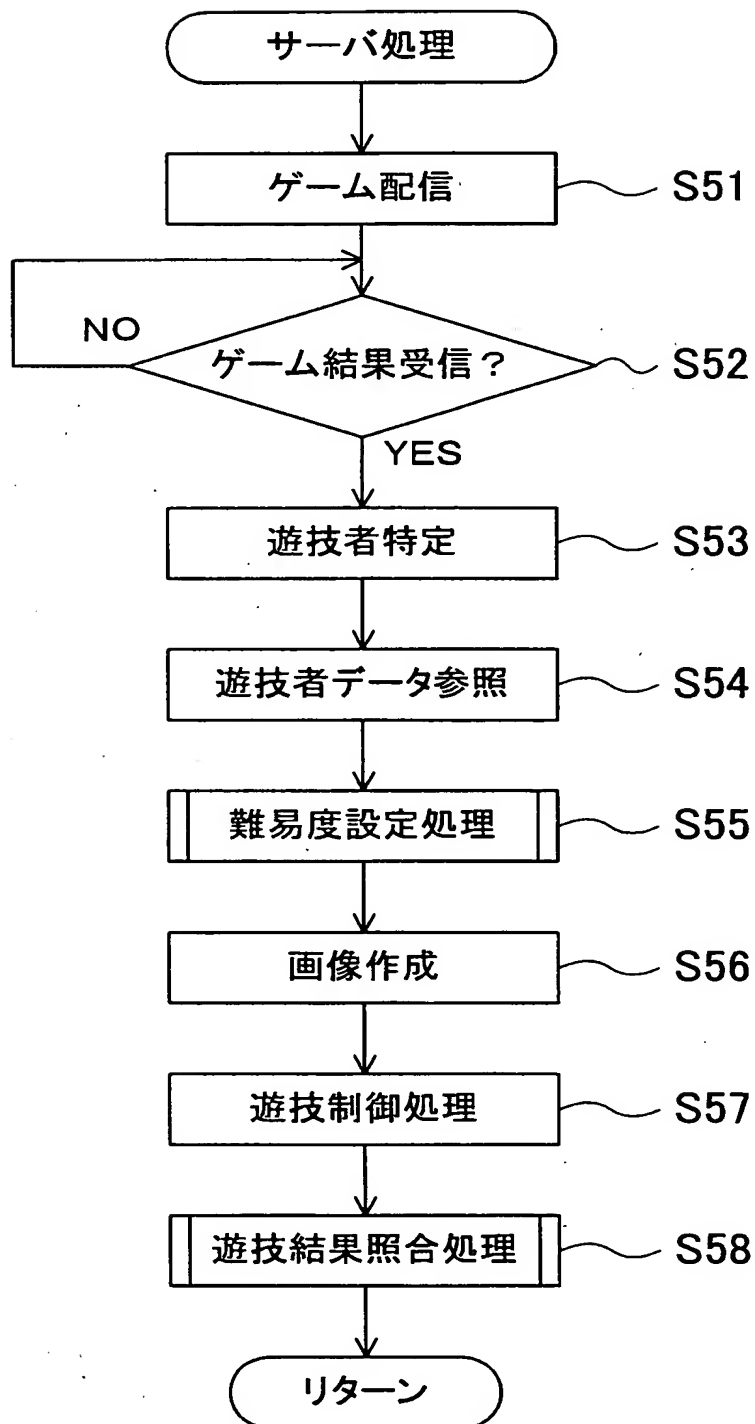 サーバ処理
ゲーム配信 S51
NO
ゲーム結果受信？ S52
YES
遊技者特定 S53
遊技者データ参照 S54
難易度設定処理 S55
画像作成 S56
遊技制御処理 S57
遊技結果照合処理 S58
リターン